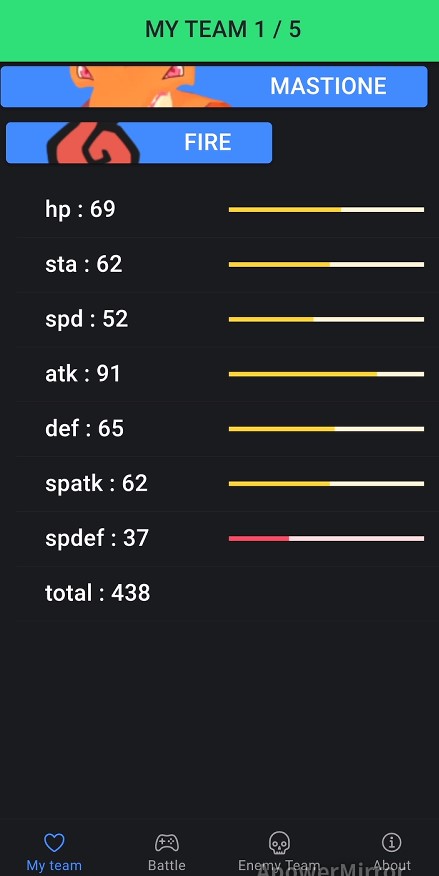 MY TEAM 1 / 5
MASTIONE
FIRE
hp : 69
sta : 62
spd : 52
atk : 91
def : 65
spatk : 62
spdef : 37
total : 438
My team Battle Enemy Team About
ApowerMirror